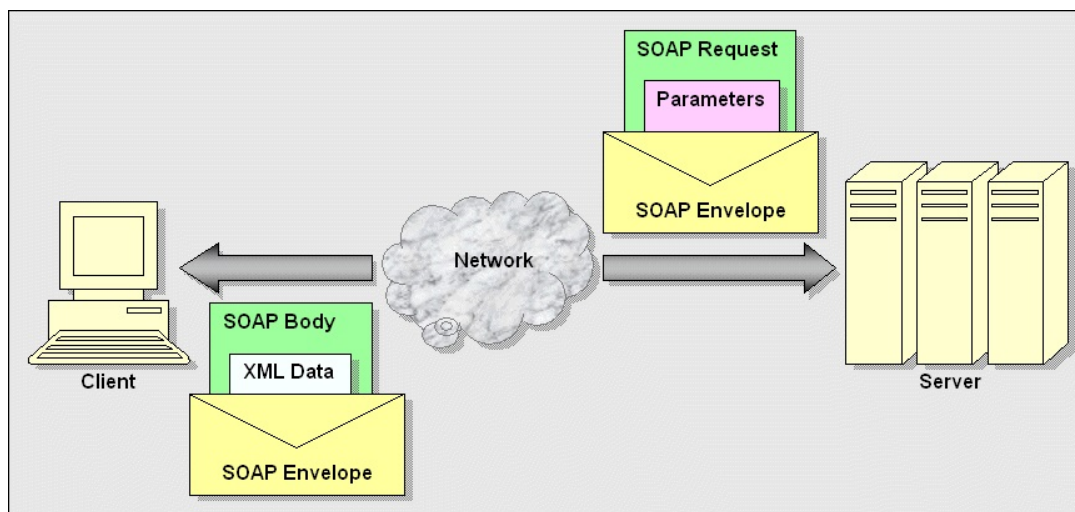 SOAP Request
Parameters
SOAP Envelope
Network
SOAP Body
XML Data
SOAP Envelope
Client
Server